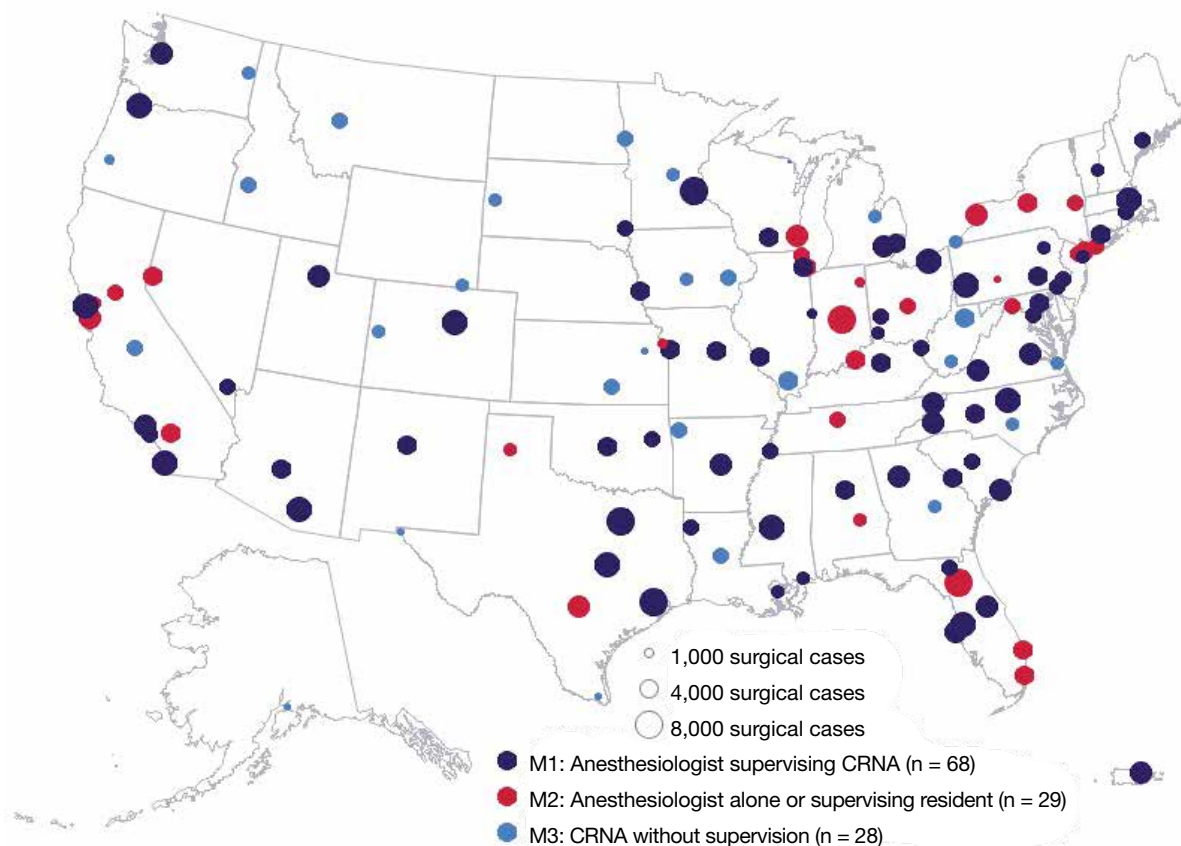 1,000 surgical cases
4,000 surgical cases
8,000 surgical cases
M1: Anesthesiologist supervising CRNA (n = 68)
M2: Anesthesiologist alone or supervising resident (n = 29)
M3: CRNA without supervision (n = 28)